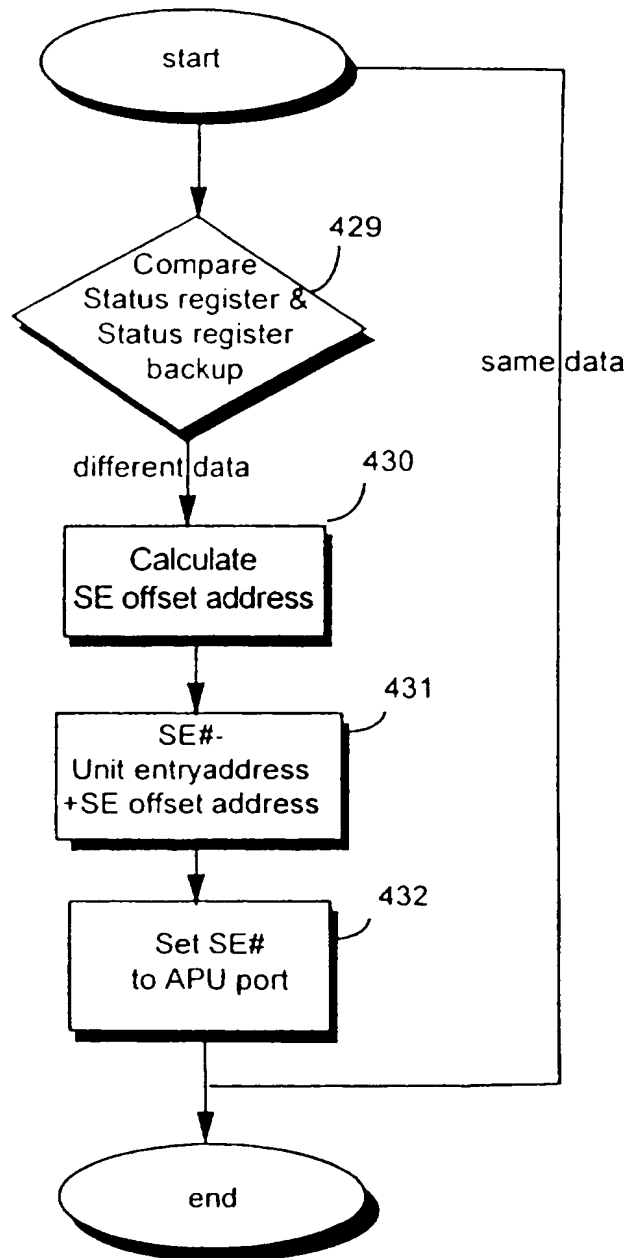 start
429
Compare
Status register &
Status register
backup
same data
different data
430
Calculate
SE offset address
431
SE#-
Unit entryaddress
+SE offset address
432
Set SE#
to APU port
end